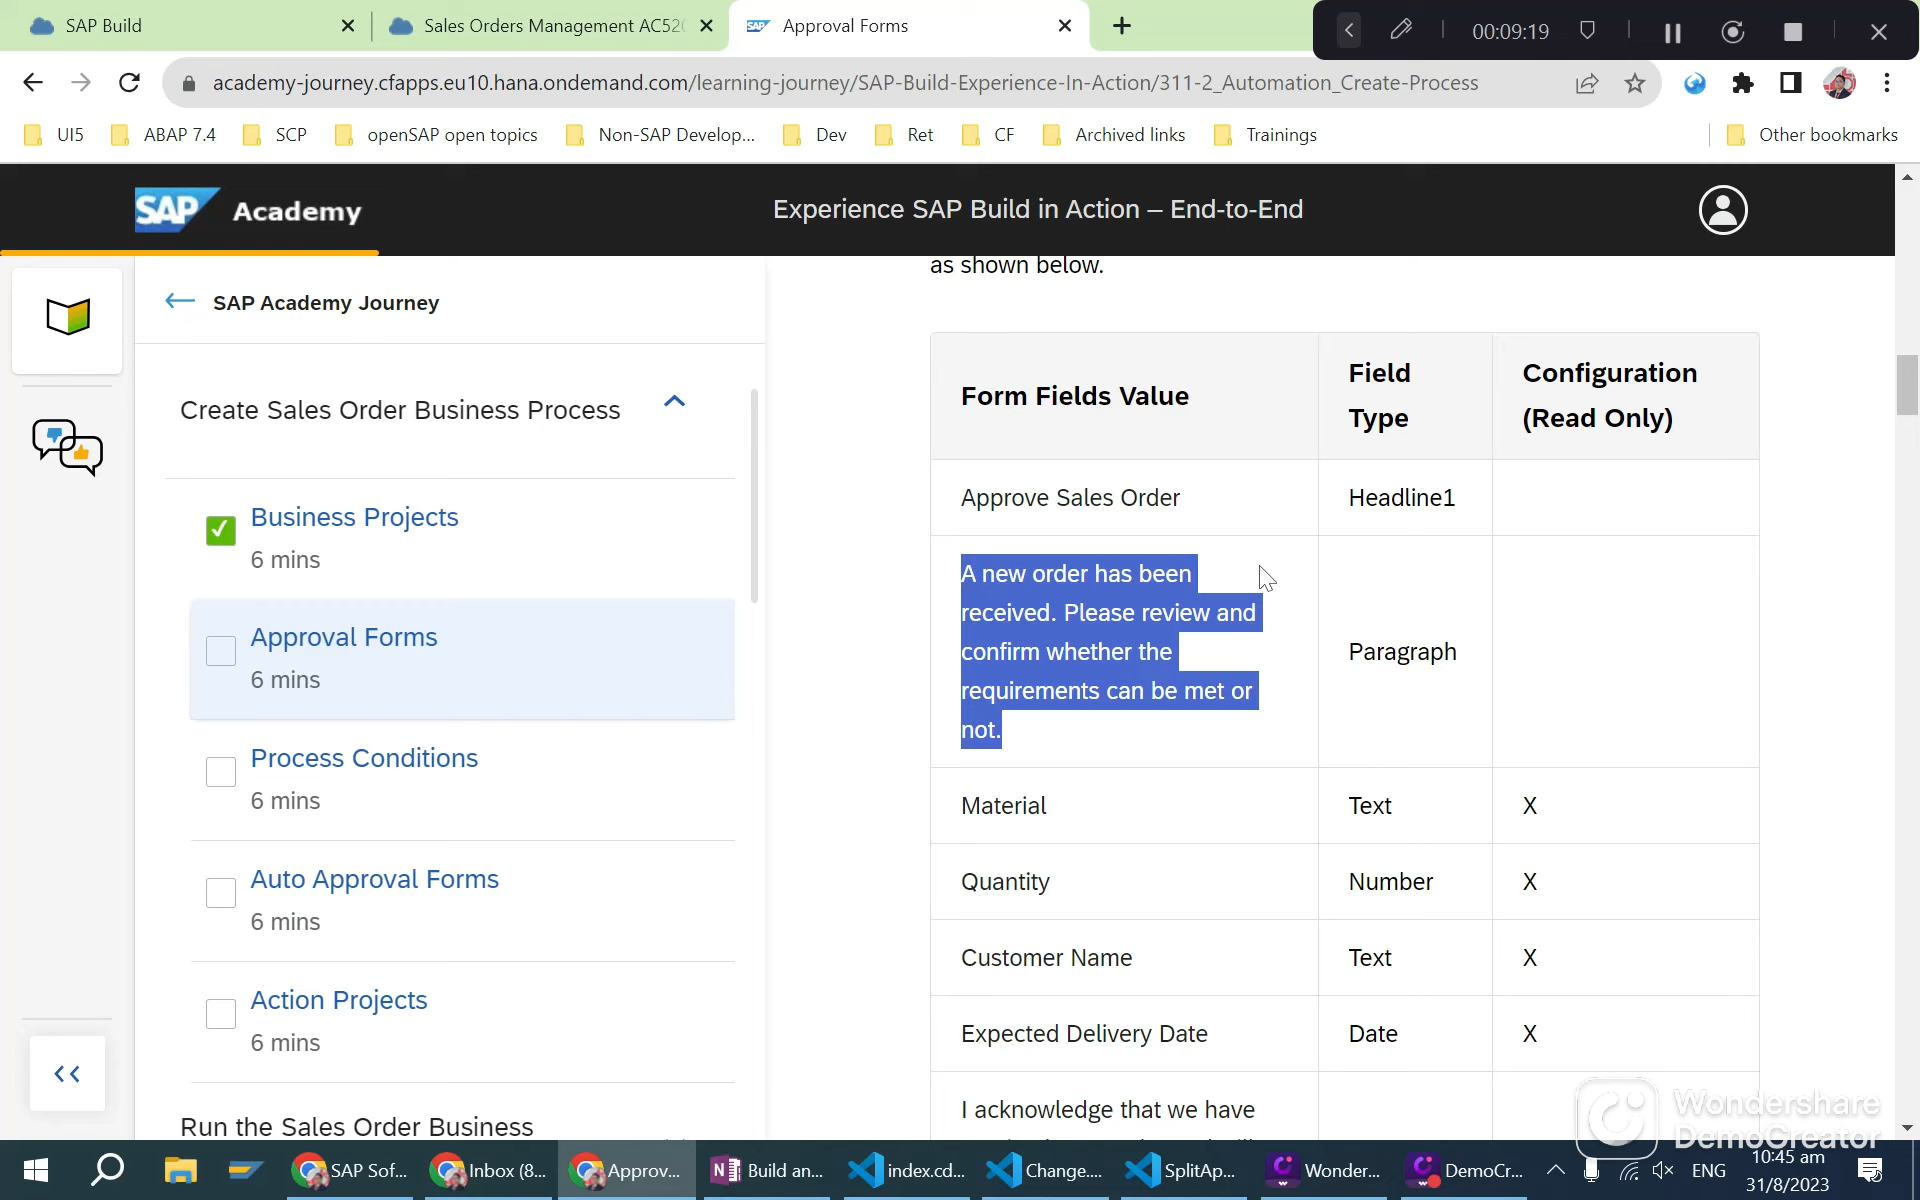 SAP Build
Sales Orders Management AC520
SAP
Approval Forms
00:09:19
academy-journey.cfapps.eu10.hana.ondemand.com/learning-journey/SAP-Build-Experience-In-Action/311-2_Automation_Create-Process
UI5
ABAP 7.4
SCP
openSAP open topics
Non-SAP Develop...
Dev
Ret
CF
Archived links
Trainings
Other bookmarks
SAP Academy
Experience SAP Build in Action – End-to-End
SAP Academy Journey
Create Sales Order Business Process
Business Projects
6 mins
Approval Forms
6 mins
Process Conditions
6 mins
Auto Approval Forms
6 mins
Action Projects
6 mins
Run the Sales Order Business
as shown below.
Form Fields Value
Field
Type
Configuration
(Read Only)
Approve Sales Order
Headline1
A new order has been
received. Please review and
confirm whether the
requirements can be met or
not.
Paragraph
Material
Text
X
Quantity
Number
X
Customer Name
Text
X
Expected Delivery Date
Date
X
I acknowledge that we have
Wondershare
DemoCreator
SAP Sof...
Inbox (8...
Approv...
Build an...
index.cd...
Change....
SplitAp...
Wonder...
DemoCr...
ENG
10:45 am
31/8/2023